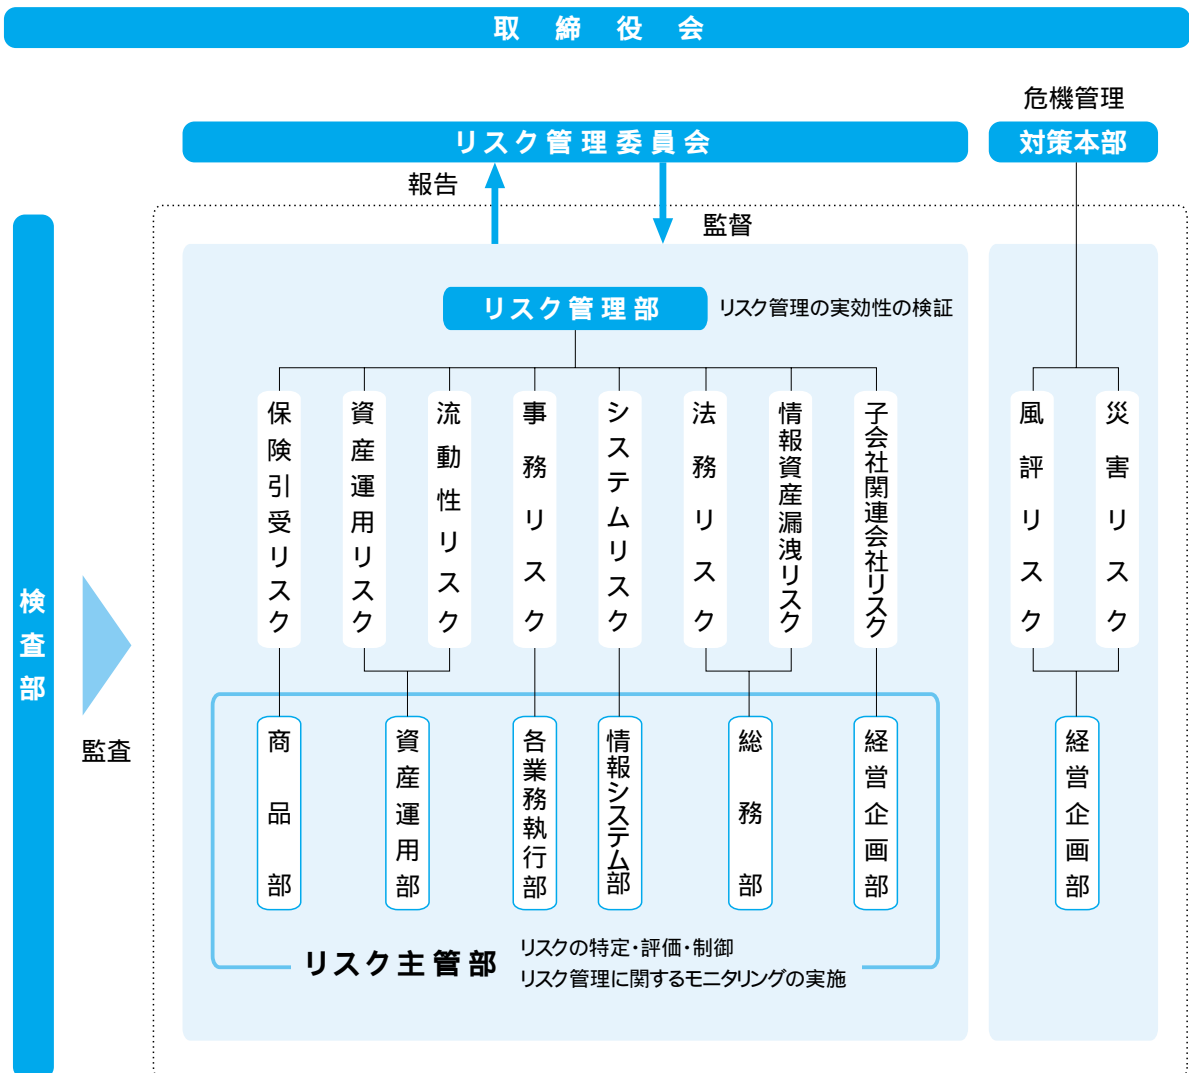 取締役会
危機管理
リスク管理委員会
対策本部
報告
監督
リスク管理部
リスク管理の実効性の検証
保険引受リスク
資産運用リスク
流動性リスク
事務リスク
システムリスク
法務リスク
情報資産漏洩リスク
子会社関連会社リスク
風評リスク
災害リスク
検査部
監査
商品部
資産運用部
各業務執行部
情報システム部
総務部
経営企画部
経営企画部
リスク主管部
リスクの特定・評価・制御
リスク管理に関するモニタリングの実施